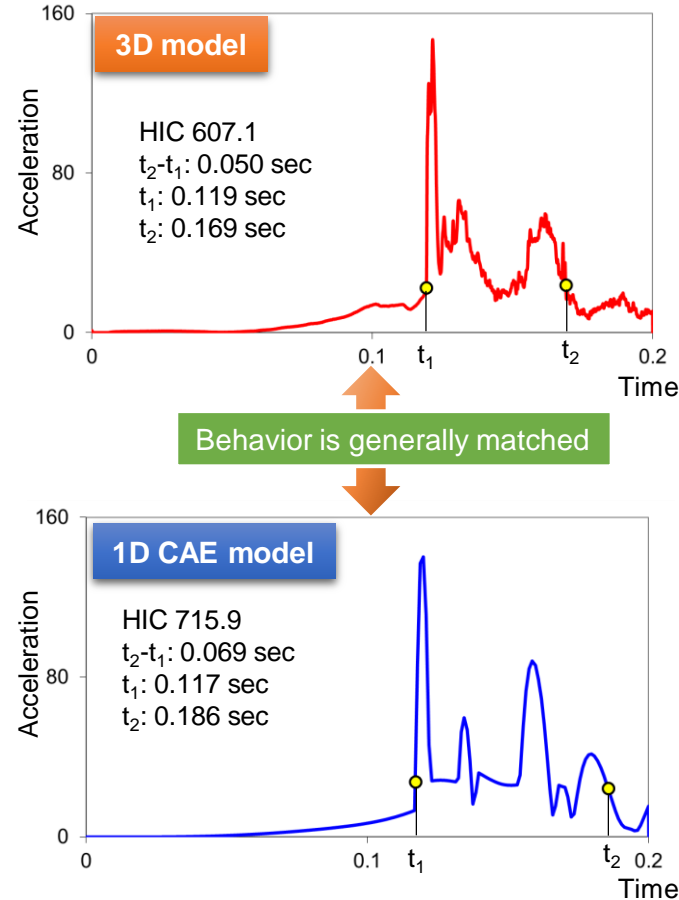 160
3D model
HIC 607.1
t₂-t₁: 0.050 sec
t₁: 0.119 sec
t₂: 0.169 sec
Acceleration
80
0
0
0.1
t₁
t₂
0.2
Time
Behavior is generally matched
160
1D CAE model
HIC 715.9
t₂-t₁: 0.069 sec
t₁: 0.117 sec
t₂: 0.186 sec
Acceleration
80
0
0
0.1
t₁
t₂
0.2
Time